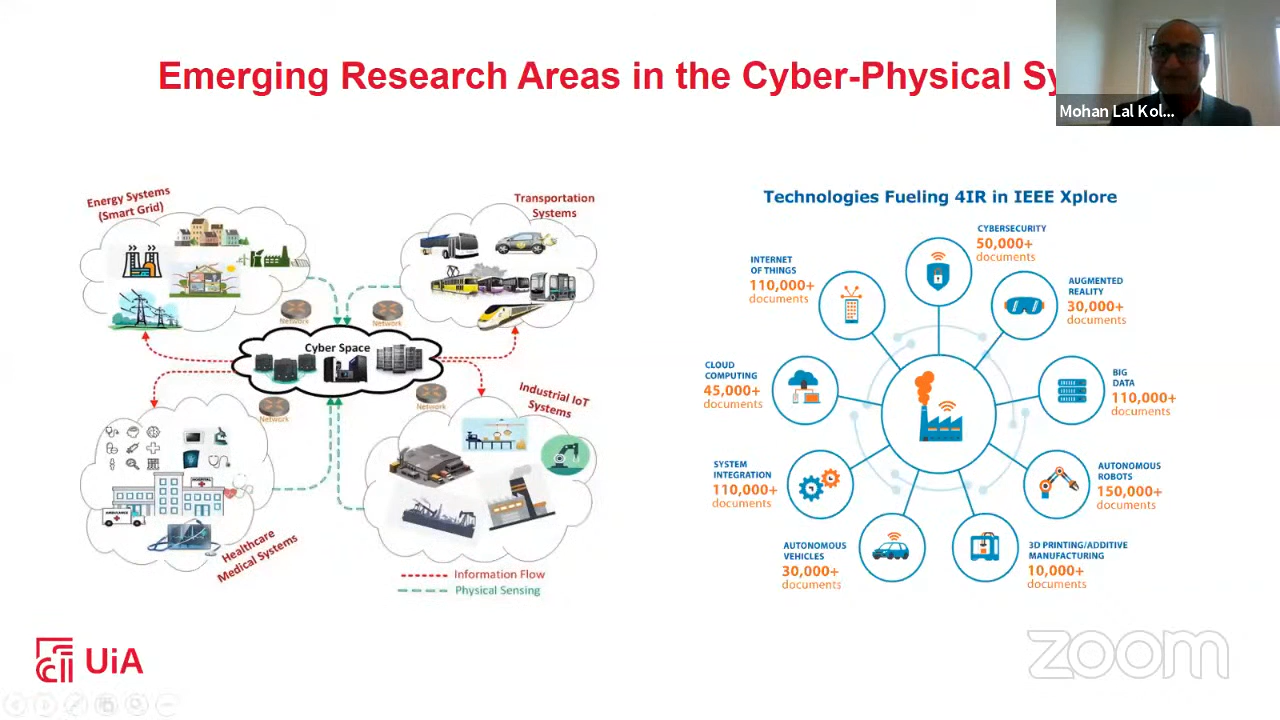 Emerging Research Areas in the Cyber-Physical Sy
Mohan Lal Kol...
Energy Systems
(Smart Grid)
Transportation
Systems
Network
Network
Cyber Space
Network
Network
Industrial IoT
Systems
HOSPITAL
AMBULANCE
Healthcare
Medical Systems
Information Flow
Physical Sensing
Technologies Fueling 4IR in IEEE Xplore
CYBERSECURITY
50,000+
documents
INTERNET
OF THINGS
110,000+
documents
AUGMENTED
REALITY
30,000+
documents
CLOUD
COMPUTING
45,000+
documents
BIG
DATA
110,000+
documents
SYSTEM
INTEGRATION
110,000+
documents
AUTONOMOUS
ROBOTS
150,000+
documents
AUTONOMOUS
VEHICLES
30,000+
documents
3D PRINTING/ADDITIVE
MANUFACTURING
10,000+
documents
UiA
zoom